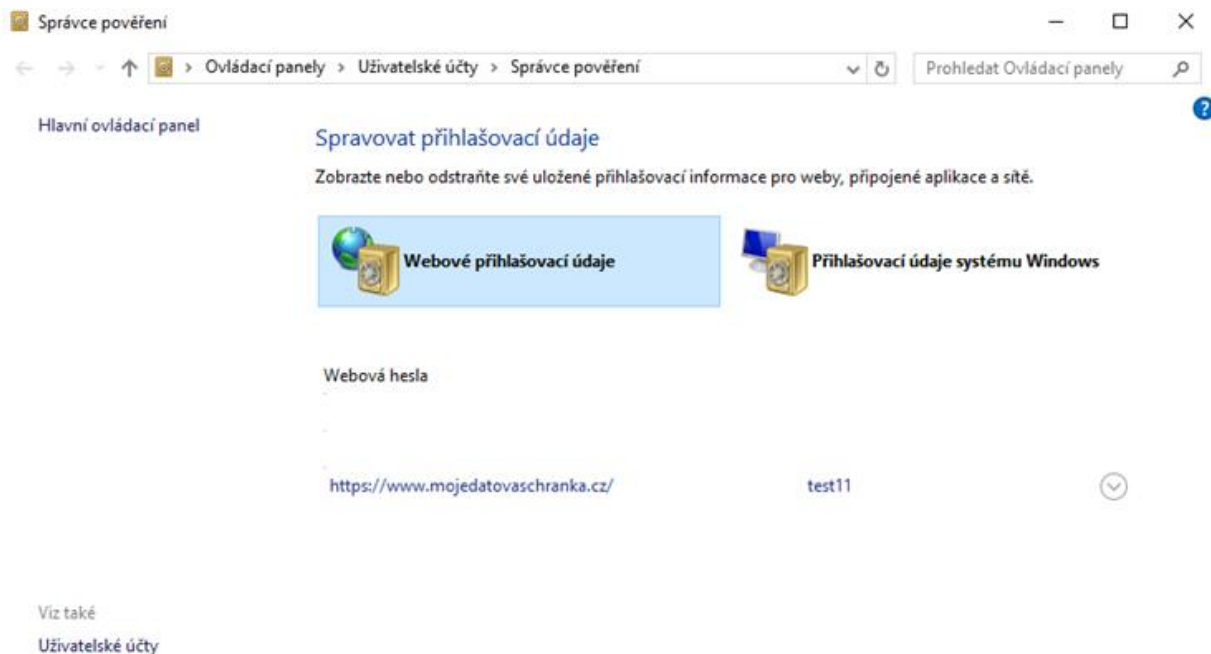 Správce pověření
Ovládací panely > Uživatelské účty > Správce pověření
Prohledat Ovládací panely
?
Hlavní ovládací panel
Spravovat přihlašovací údaje
Zobrazte nebo odstraňte své uložené přihlašovací informace pro weby, připojené aplikace a sítě.
Webové přihlašovací údaje
Přihlašovací údaje systému Windows
Webová hesla
https://www.mojedatovaschranka.cz/ test11
Viz také
Uživatelské účty